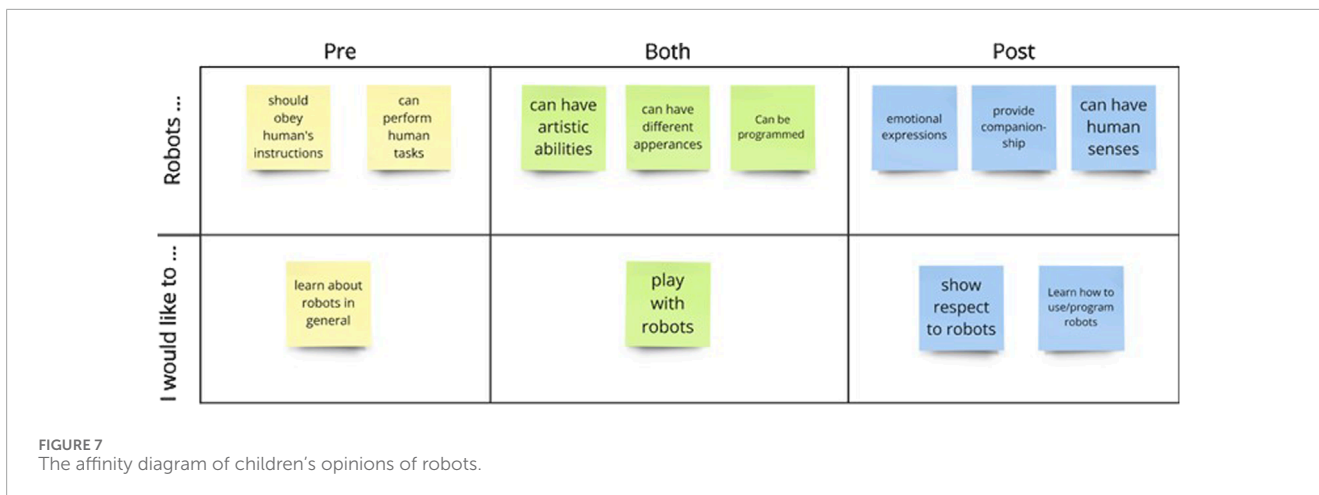 Pre
Both
Post
Robots ...
should
obey
human's
instructions
can
perform
human
tasks
can have
artistic
abilities
can have
different
apperances
Can be
programmed
emotional
expressions
provide
companion-
ship
can have
human
senses
I would like to ...
learn about
robots in
general
play
with
robots
show
respect
to robots
Learn how to
use/program
robots
FIGURE 7
The affinity diagram of children’s opinions of robots.